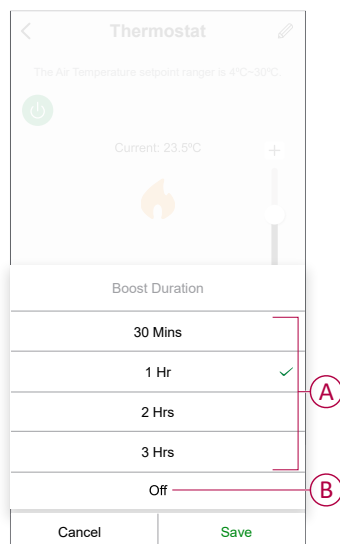 Thermostat
The Air Temperature setpoint ranget is 4°C~30°C
Current: 23.5°C
+
Boost Duration
30 Mins
1 Hr
A
2 Hrs
3 Hrs
Off
B
Cancel
Save